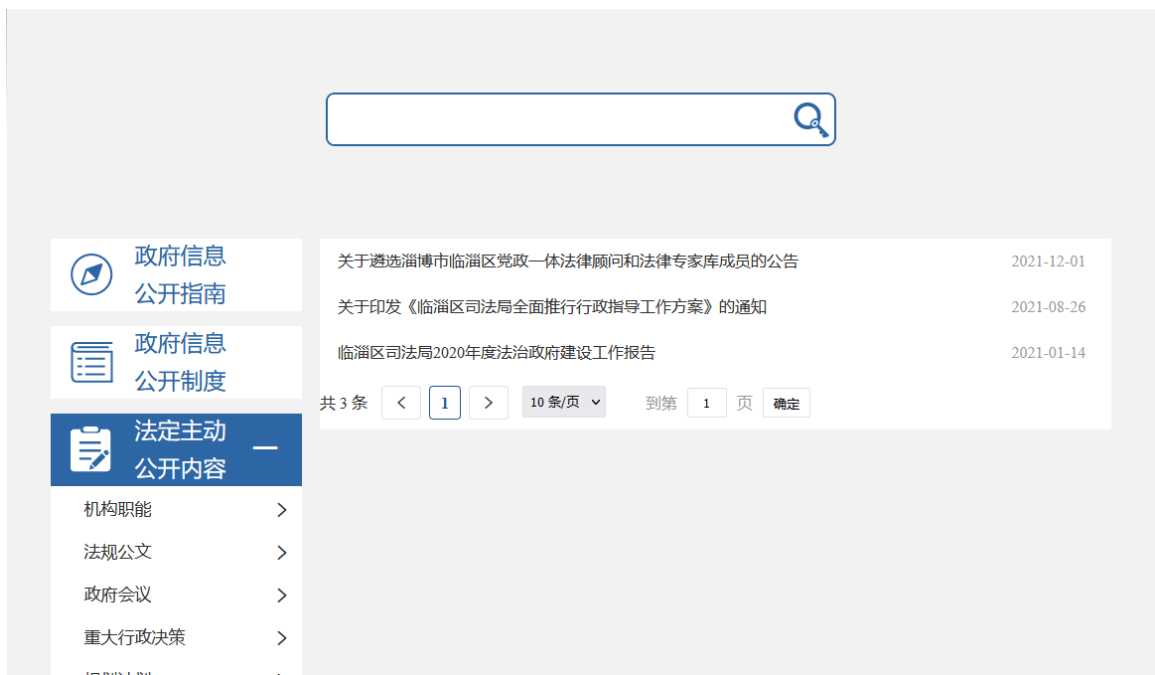 政府信息
公开指南
政府信息
公开制度
法定主动
公开内容
机构职能
法规公文
政府会议
重大行政决策
关于遴选淄博市临淄区党政一体法律顾问和法律专家库成员的公告 2021-12-01
关于印发《临淄区司法局全面推行行政指导工作方案》的通知 2021-08-26
临淄区司法局2020年度法治政府建设工作报告 2021-01-14
共 3 条 1 10 条/页 到第 1 页 确定